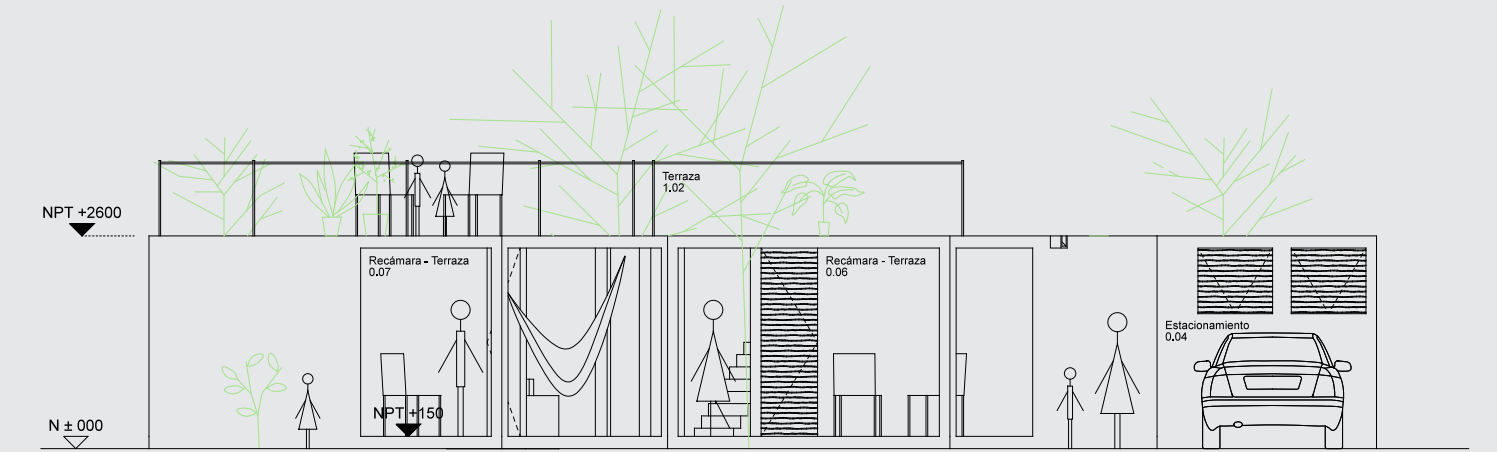 Terraza
1.02
NPT +2600
Recámara - Terraza
0.07
Recámara - Terraza
0.06
Estacionamiento
0.04
NPT +150
N ± 000